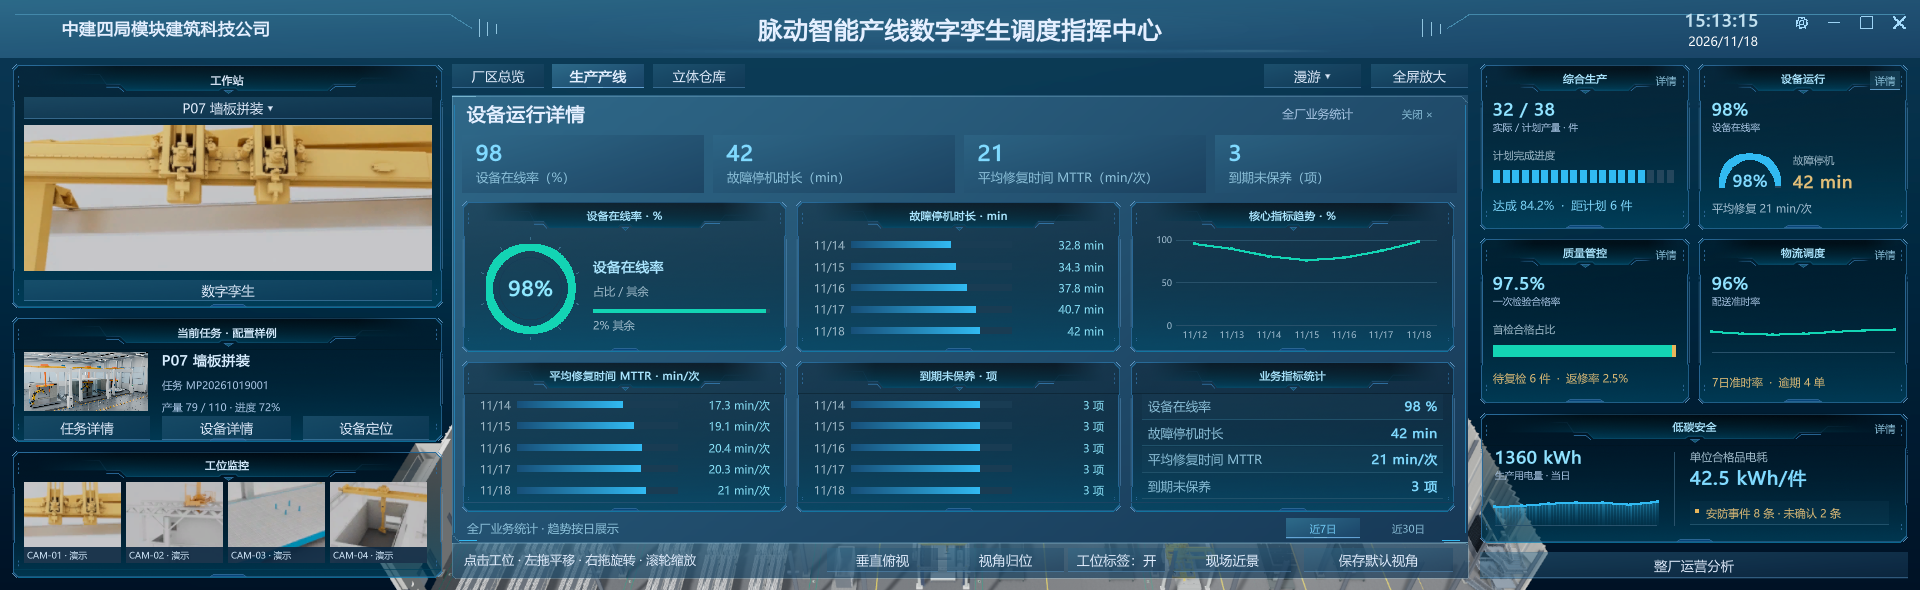 中建四局模块建筑科技公司
脉动智能产线数字孪生调度指挥中心
15:13:15
2026/11/18
工作站
P07 墙板拼装 ▾
数字孪生
当前任务 · 配置样例
P07 墙板拼装
任务 MP20261019001
产量 79 / 110 · 进度 72%
任务详情 设备详情 设备定位
工位监控
CAM-01 · 演示 CAM-02 · 演示 CAM-03 · 演示 CAM-04 · 演示
厂区总览 生产产线 立体仓库 漫游 ▾ 全屏放大
设备运行详情 全厂业务统计 关闭 ×
98 42 21 3
设备在线率（%） 故障停机时长（min） 平均修复时间 MTTR（min/次） 到期未保养（项）
设备在线率 · %
98%
设备在线率
占比 / 其余
2% 其余
故障停机时长 · min
11/14 32.8 min
11/15 34.3 min
11/16 37.8 min
11/17 40.7 min
11/18 42 min
核心指标趋势 · %
100
50
0
11/12 11/13 11/14 11/15 11/16 11/17 11/18
平均修复时间 MTTR · min/次
11/14 17.3 min/次
11/15 19.1 min/次
11/16 20.4 min/次
11/17 20.3 min/次
11/18 21 min/次
到期未保养 · 项
11/14 3 项
11/15 3 项
11/16 3 项
11/17 3 项
11/18 3 项
业务指标统计
设备在线率 98 %
故障停机时长 42 min
平均修复时间 MTTR 21 min/次
到期未保养 3 项
全厂业务统计 · 趋势按日展示 近7日 近30日
点击工位 · 左拖平移 · 右拖旋转 · 滚轮缩放 垂直俯视 视角归位 工位标签：开 现场近景 保存默认视角
综合生产 详情
32 / 38
实际 / 计划产量 · 件
计划完成进度
达成 84.2% · 距计划 6 件
设备运行 详情
98%
设备在线率
98%
故障停机
42 min
平均修复 21 min/次
质量管控 详情
97.5%
一次检验合格率
首检合格占比
待复检 6 件 · 返修率 2.5%
物流调度 详情
96%
配送准时率
7日准时率 · 逾期 4 单
低碳安全 详情
1360 kWh
生产用电量 · 当日
单位合格品电耗
42.5 kWh/件
安防事件 8 条 · 未确认 2 条
整厂运营分析